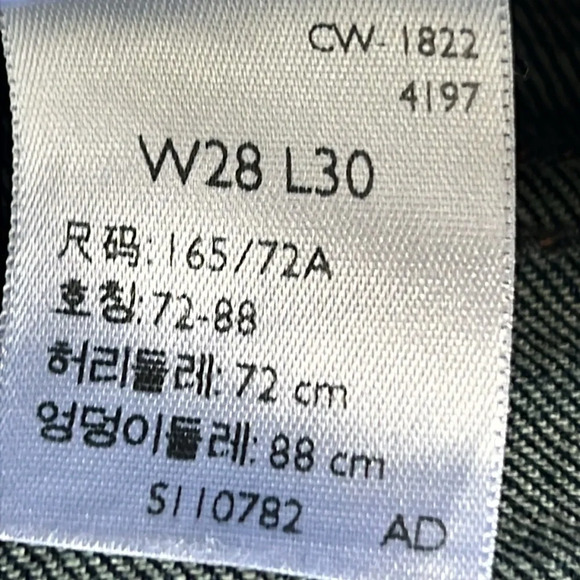 CW- 1822
4197
W28 L30
尺码: 165/72A
호칭: 72-88
허리둘레: 72 cm
엉덩이둘레: 88 cm
S110782 AD